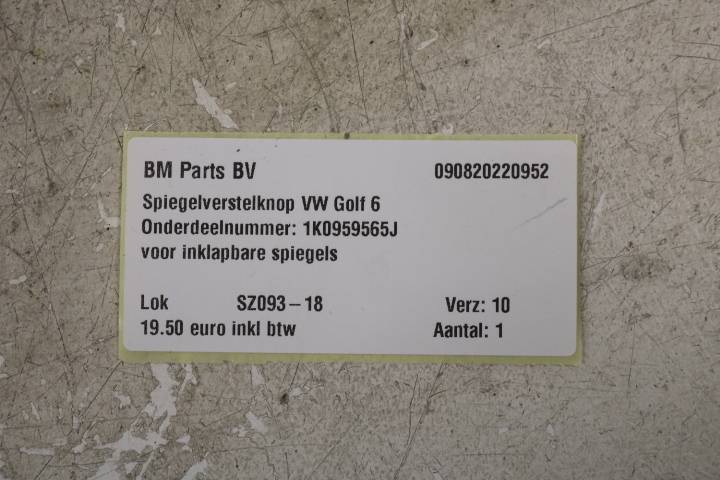 BM Parts BV 090820220952
Spiegelverstelknop VW Golf 6
Onderdeelnummer: 1K0959565J
voor inklapbare spiegels
Lok SZ093-18 Verz: 10
19.50 euro inkl btw Aantal: 1